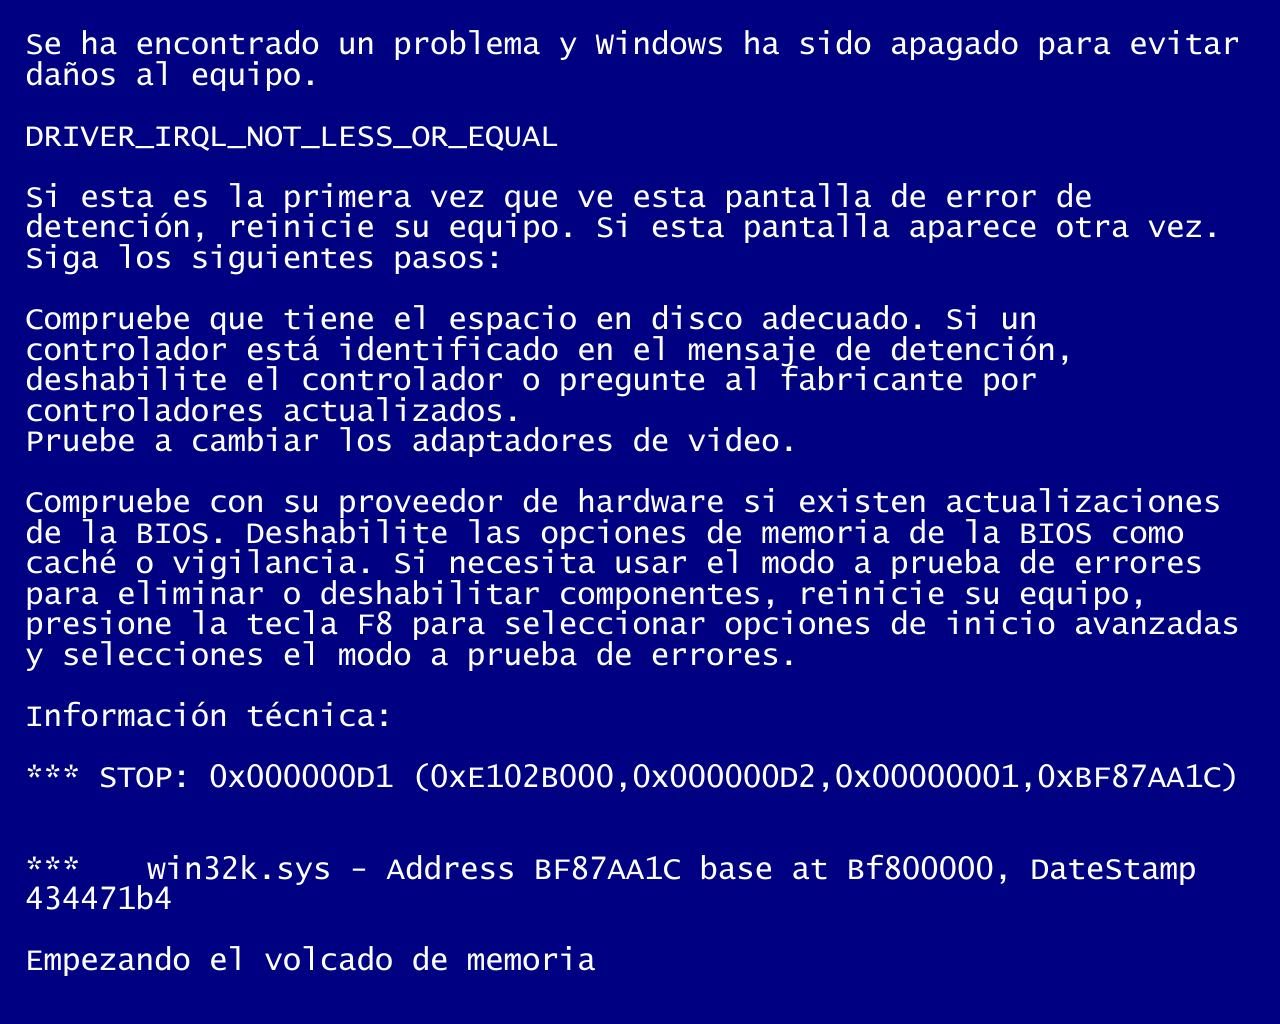 Se ha encontrado un problema y Windows ha sido apagado para evitar
daños al equipo.
DRIVER_IRQL_NOT_LESS_OR_EQUAL
Si esta es la primera vez que ve esta pantalla de error de
detención, reinicie su equipo. Si esta pantalla aparece otra vez.
Siga los siguientes pasos:
Compruebe que tiene el espacio en disco adecuado. Si un
controlador está identificado en el mensaje de detención,
deshabilite el controlador o pregunte al fabricante por
controladores actualizados.
Pruebe a cambiar los adaptadores de video.
Compruebe con su proveedor de hardware si existen actualizaciones
de la BIOS. Deshabilite las opciones de memoria de la BIOS como
caché o vigilancia. Si necesita usar el modo a prueba de errores
para eliminar o deshabilitar componentes, reinicie su equipo,
presione la tecla F8 para seleccionar opciones de inicio avanzadas
y selecciones el modo a prueba de errores.
Información técnica:
*** STOP: 0x000000D1 (0xE102B000,0x000000D2,0x00000001,0xBF87AA1C)
*** win32k.sys – Address BF87AA1C base at Bf800000, DateStamp
434471b4
Empezando el volcado de memoria